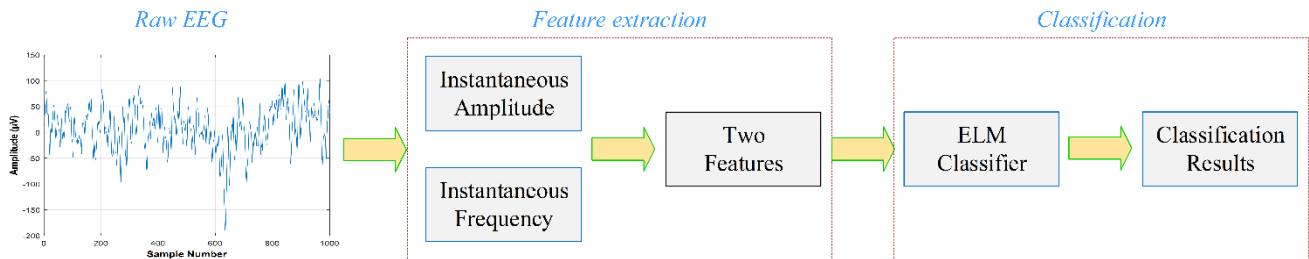 Raw EEG
Feature extraction
Classification
150
100
50
0
-50
-100
-150
-200
Amplitude (µV)
0
200
400
600
800
1000
Sample Number
Instantaneous
Amplitude
Instantaneous
Frequency
Two
Features
ELM
Classifier
Classification
Results